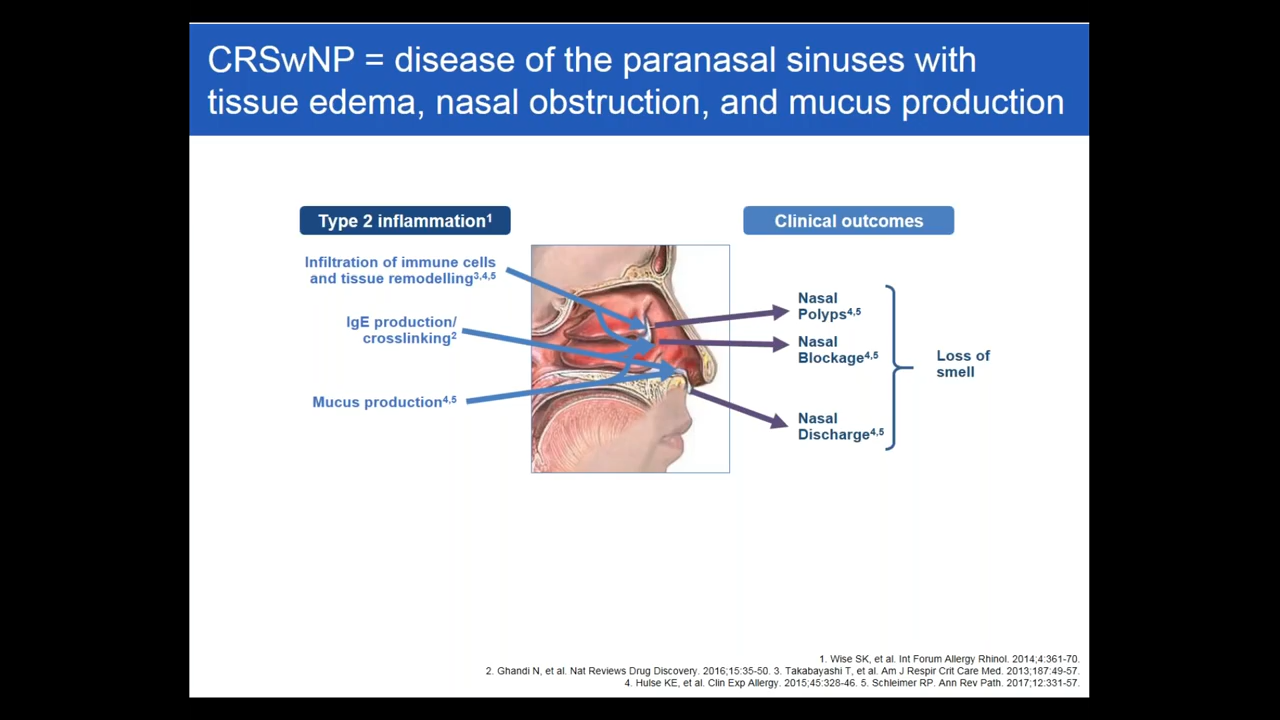 CRSwNP = disease of the paranasal sinuses with
tissue edema, nasal obstruction, and mucus production
Type 2 inflammation¹
Infiltration of immune cells
and tissue remodelling³,⁴,⁵
IgE production/
crosslinking²
Mucus production⁴,⁵
Clinical outcomes
Nasal
Polyps⁴,⁵
Nasal
Blockage⁴,⁵
Nasal
Discharge⁴,⁵
Loss of
smell
1. Wise SK, et al. Int Forum Allergy Rhinol. 2014;4:361-70.
2. Ghandi N, et al. Nat Reviews Drug Discovery. 2016;15:35-50. 3. Takabayashi T, et al. Am J Respir Crit Care Med. 2013;187:49-57.
4. Hulse KE, et al. Clin Exp Allergy. 2015;45:328-46. 5. Schleimer RP. Ann Rev Path. 2017;12:331-57.